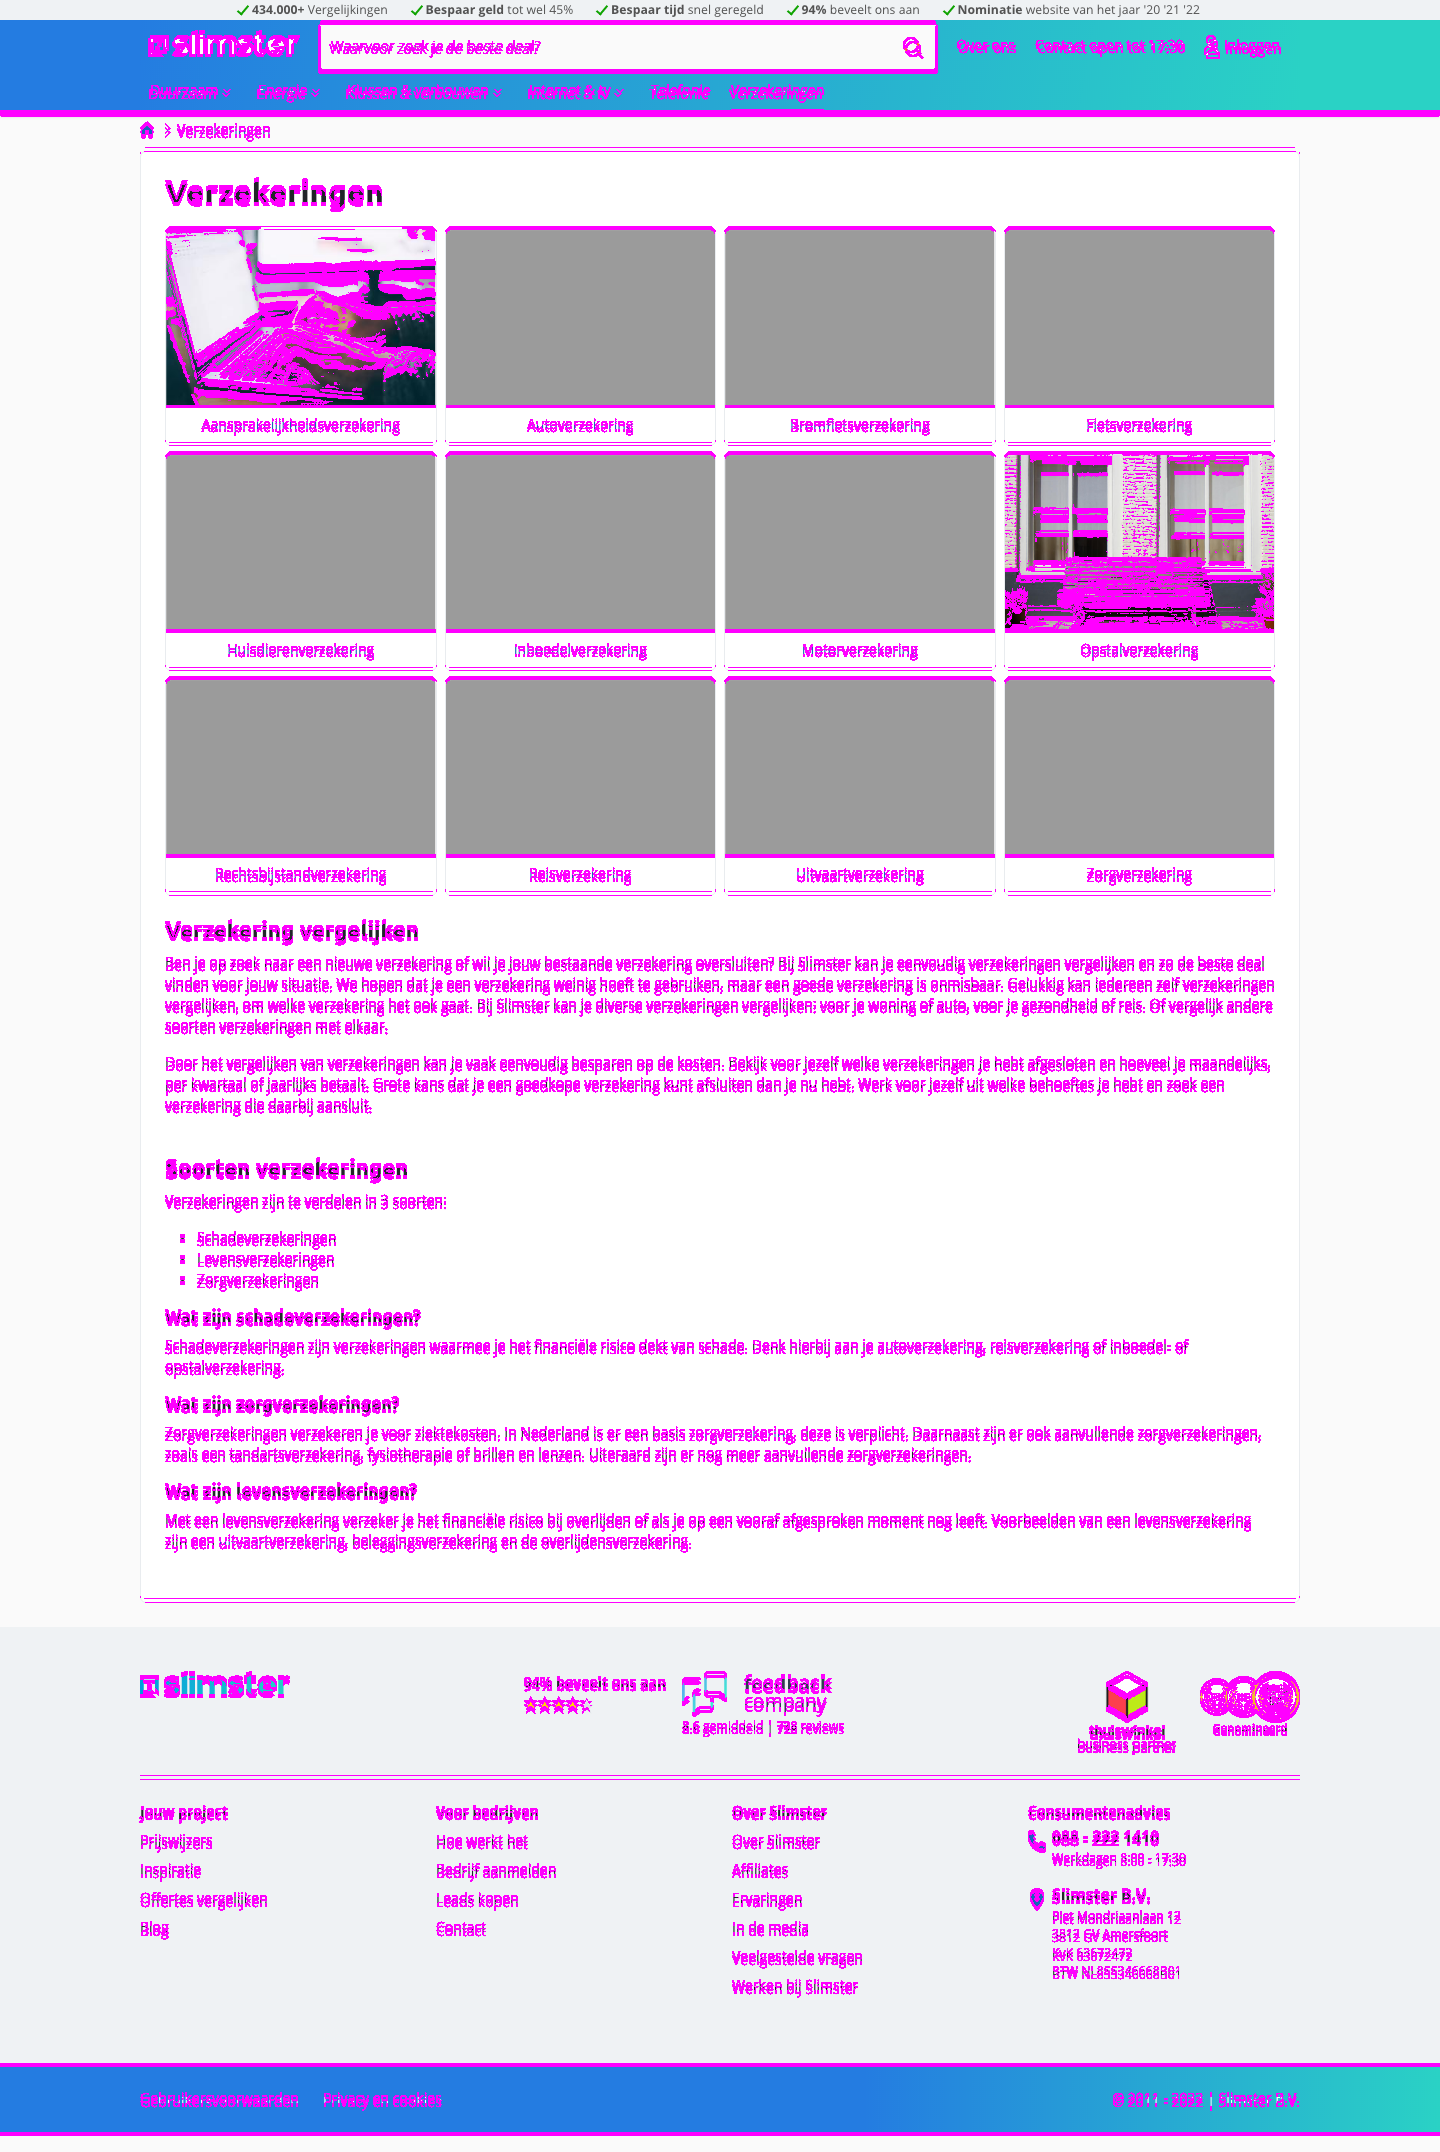 434.000+ Vergelijkingen Bespaar geld tot wel 45% Bespaar tijd snel geregeld 94% beveelt ons aan Nominatie website van het jaar '20 '21 '22
slimster Waarvoor zoek je de beste deal? Over ons Contact open tot 17:30 Inloggen
Duurzaam Energie Klussen & verbouwen Internet & tv Telefonie Verzekeringen
> Verzekeringen
Verzekeringen
Aansprakelijkheidsverzekering Autoverzekering Bromfietsverzekering Fietsverzekering
Huisdierenverzekering Inboedelverzekering Motorverzekering Opstalverzekering
Rechtsbijstandverzekering Reisverzekering Uitvaartverzekering Zorgverzekering
Verzekering vergelijken
Ben je op zoek naar een nieuwe verzekering of wil je jouw bestaande verzekering oversluiten? Bij Slimster kan je eenvoudig verzekeringen vergelijken en zo de beste deal
vinden voor jouw situatie. We hopen dat je een verzekering weinig hoeft te gebruiken, maar een goede verzekering is onmisbaar. Gelukkig kan iedereen zelf verzekeringen
vergelijken, om welke verzekering het ook gaat. Bij Slimster kan je diverse verzekeringen vergelijken: voor je woning of auto, voor je gezondheid of reis. Of vergelijk andere
soorten verzekeringen met elkaar.
Door het vergelijken van verzekeringen kan je vaak eenvoudig besparen op de kosten. Bekijk voor jezelf welke verzekeringen je hebt afgesloten en hoeveel je maandelijks,
per kwartaal of jaarlijks betaalt. Grote kans dat je een goedkope verzekering kunt afsluiten dan je nu hebt. Werk voor jezelf uit welke behoeftes je hebt en zoek een
verzekering die daarbij aansluit.
Soorten verzekeringen
Verzekeringen zijn te verdelen in 3 soorten:
Schadeverzekeringen
Levensverzekeringen
Zorgverzekeringen
Wat zijn schadeverzekeringen?
Schadeverzekeringen zijn verzekeringen waarmee je het financiële risico dekt van schade. Denk hierbij aan je autoverzekering, reisverzekering of inboedel- of
opstalverzekering.
Wat zijn zorgverzekeringen?
Zorgverzekeringen verzekeren je voor ziektekosten. In Nederland is er een basis zorgverzekering, deze is verplicht. Daarnaast zijn er ook aanvullende zorgverzekeringen,
zoals een tandartsverzekering, fysiotherapie of brillen en lenzen. Uiteraard zijn er nog meer aanvullende zorgverzekeringen.
Wat zijn levensverzekeringen?
Met een levensverzekering verzeker je het financiële risico bij overlijden of als je op een vooraf afgesproken moment nog leeft. Voorbeelden van een levensverzekering
zijn een uitvaartverzekering, beleggingsverzekering en de overlijdensverzekering.
slimster 94% beveelt ons aan feedback company
8.6 gemiddeld | 798 reviews
thuiswinkel business partner Genomineerd
Jouw project Voor bedrijven Over Slimster Consumentenadvies
Prijswijzers Hoe werkt het Over Slimster 088 - 222 1410
Inspiratie Bedrijf aanmelden Affiliates Werkdagen 8:00 - 17:30
Offertes vergelijken Leads kopen Ervaringen Slimster B.V.
Blog Contact In de media Piet Mondriaanlaan 12
3812 GV Amersfoort
Veelgestelde vragen KvK 63672472
Werken bij Slimster BTW NL855346668B01
Gebruikersvoorwaarden Privacy en cookies © 2011 - 2022 | Slimster B.V.